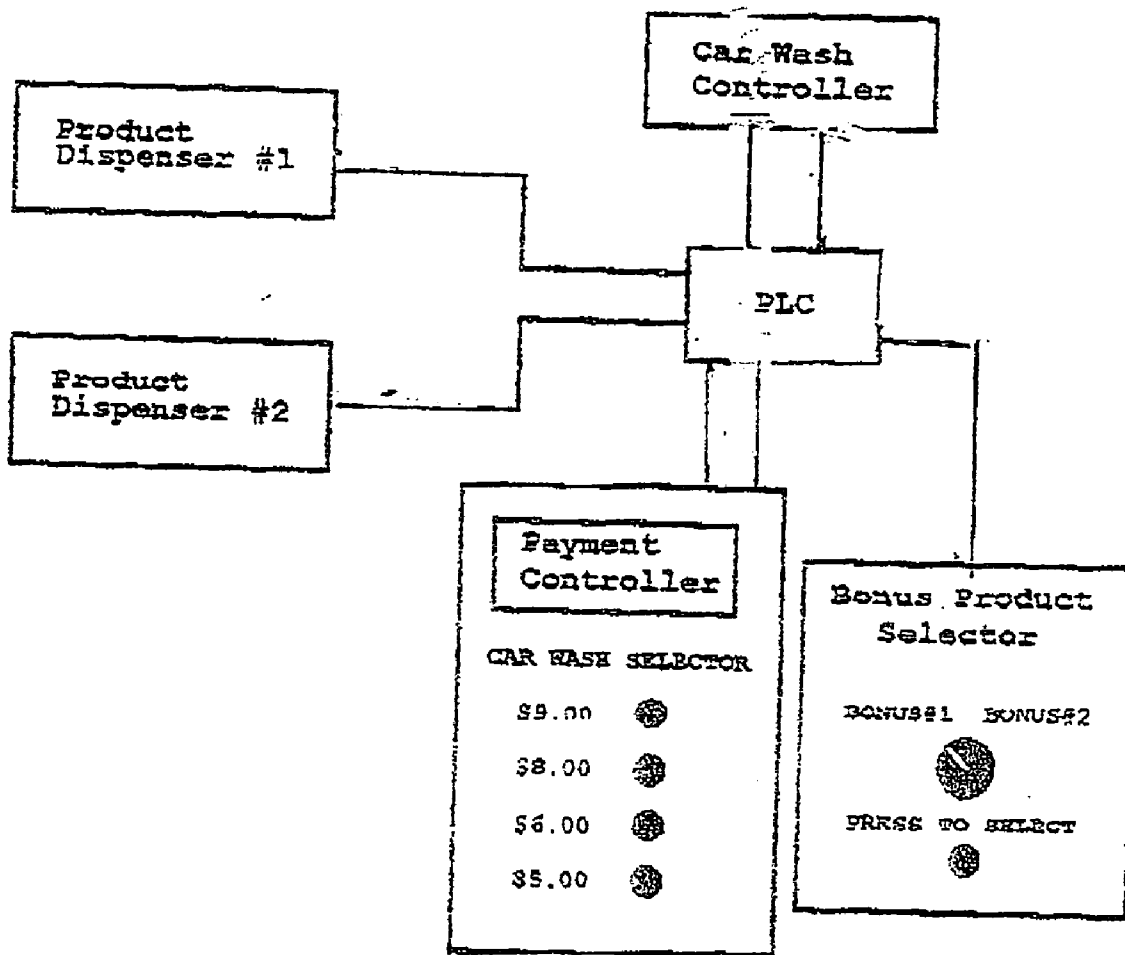 Car Wash
Controller
Product
Dispenser #1
PLC
Product
Dispenser #2
Payment
Controller
CAR WASH SELECTOR
$9.00
$8.00
$6.00
$5.00
Bonus Product
Selector
BONUS#1 BONUS#2
PRESS TO SELECT